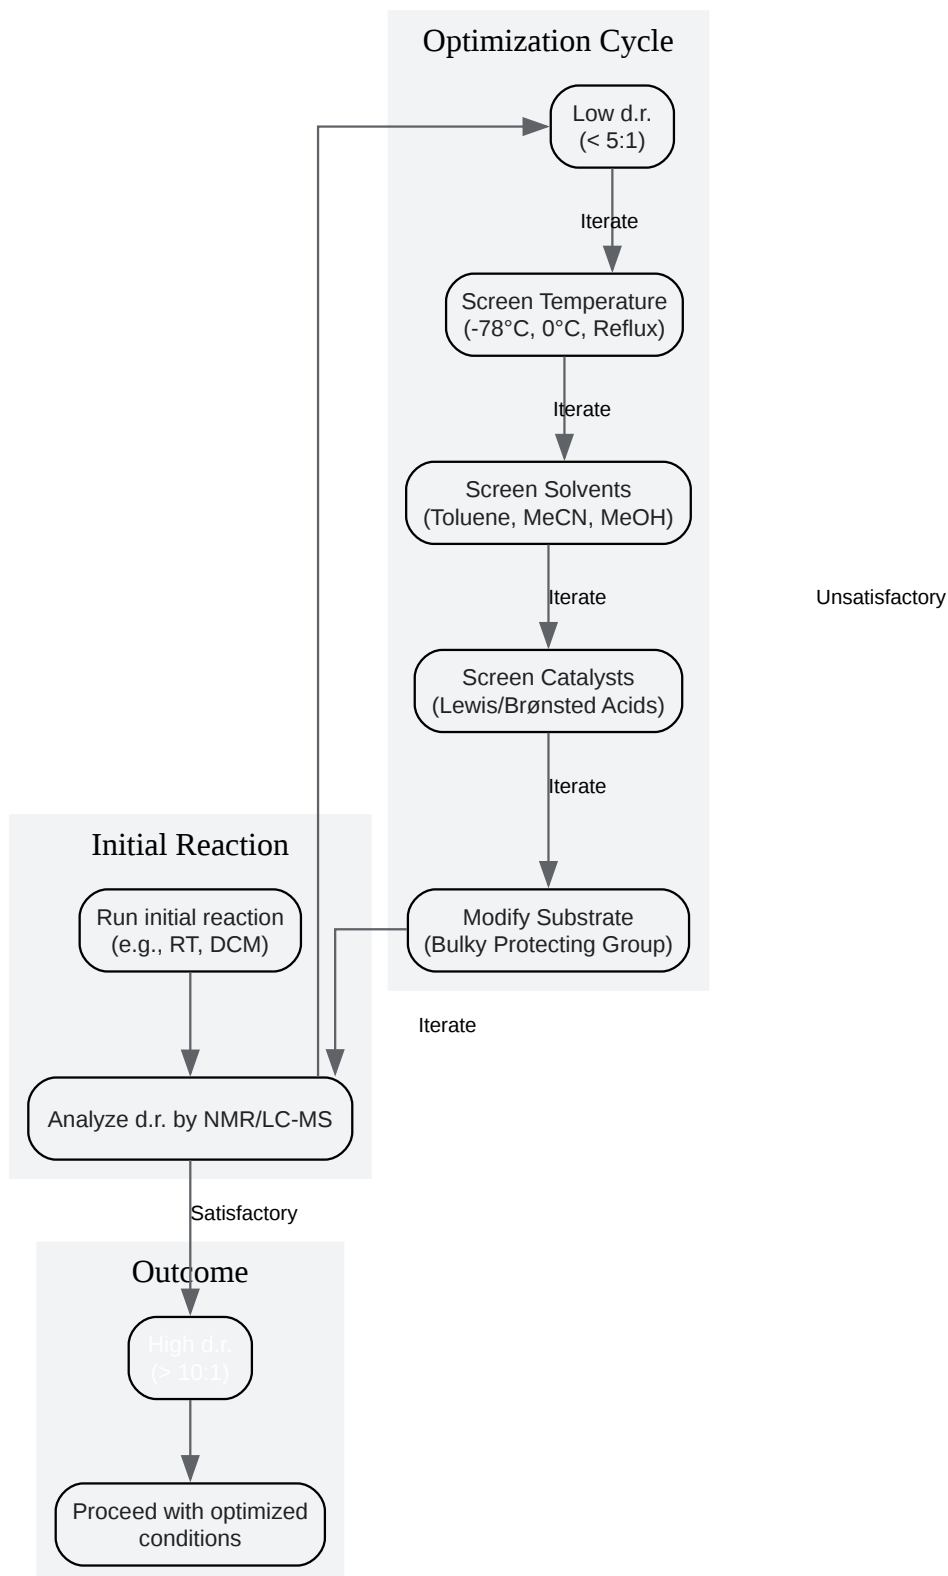 Optimization Cycle
Low d.r.
(< 5:1)
Iterate
Screen Temperature
(-78°C, 0°C, Reflux)
Iterate
Screen Solvents
(Toluene, MeCN, MeOH)
Iterate
Unsatisfactory
Screen Catalysts
(Lewis/Brønsted Acids)
Iterate
Initial Reaction
Run initial reaction
(e.g., RT, DCM)
Modify Substrate
(Bulky Protecting Group)
Iterate
Analyze d.r. by NMR/LC-MS
Satisfactory
Outcome
High d.r.
(> 10:1)
Proceed with optimized
conditions